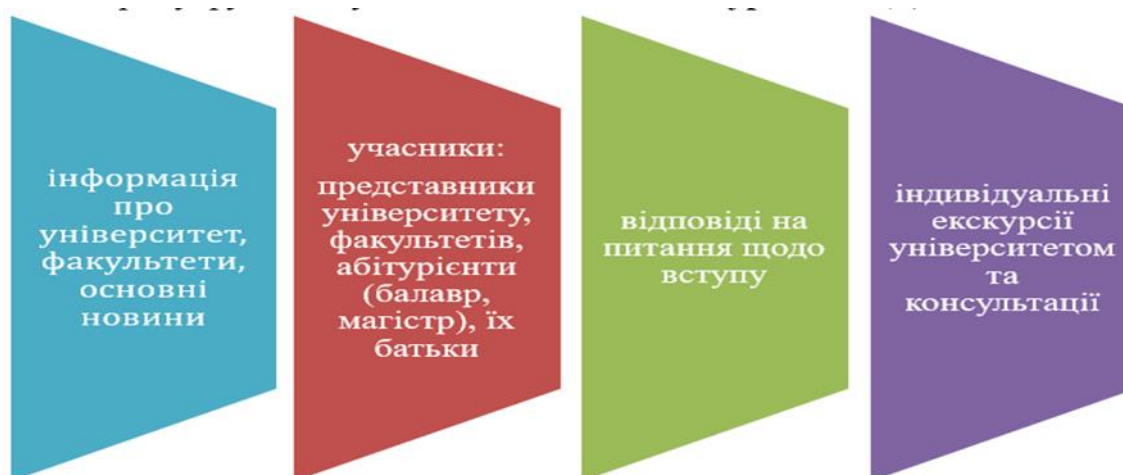 інформація
про
університет,
факультети,
основні
новини
учасники:
представники
університету,
факультетів,
абітурієнти
(балавр,
магістр), їх
батьки
відповіді на
питання щодо
вступу
індивідуальні
екскурсії
університетом
та
консультації